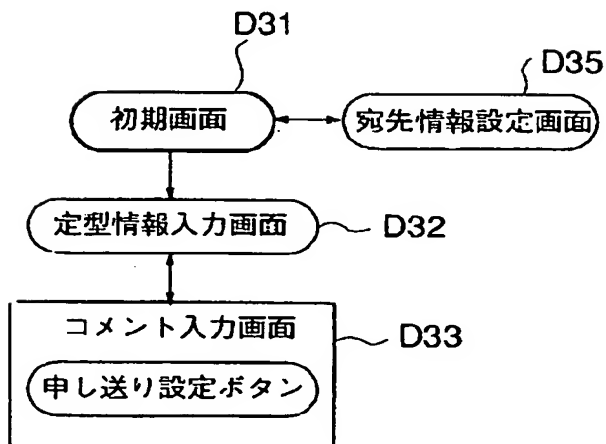 D31
D35
初期画面
宛先情報設定画面
定型情報入力画面
D32
コメント入力画面
D33
申し送り設定ボタン